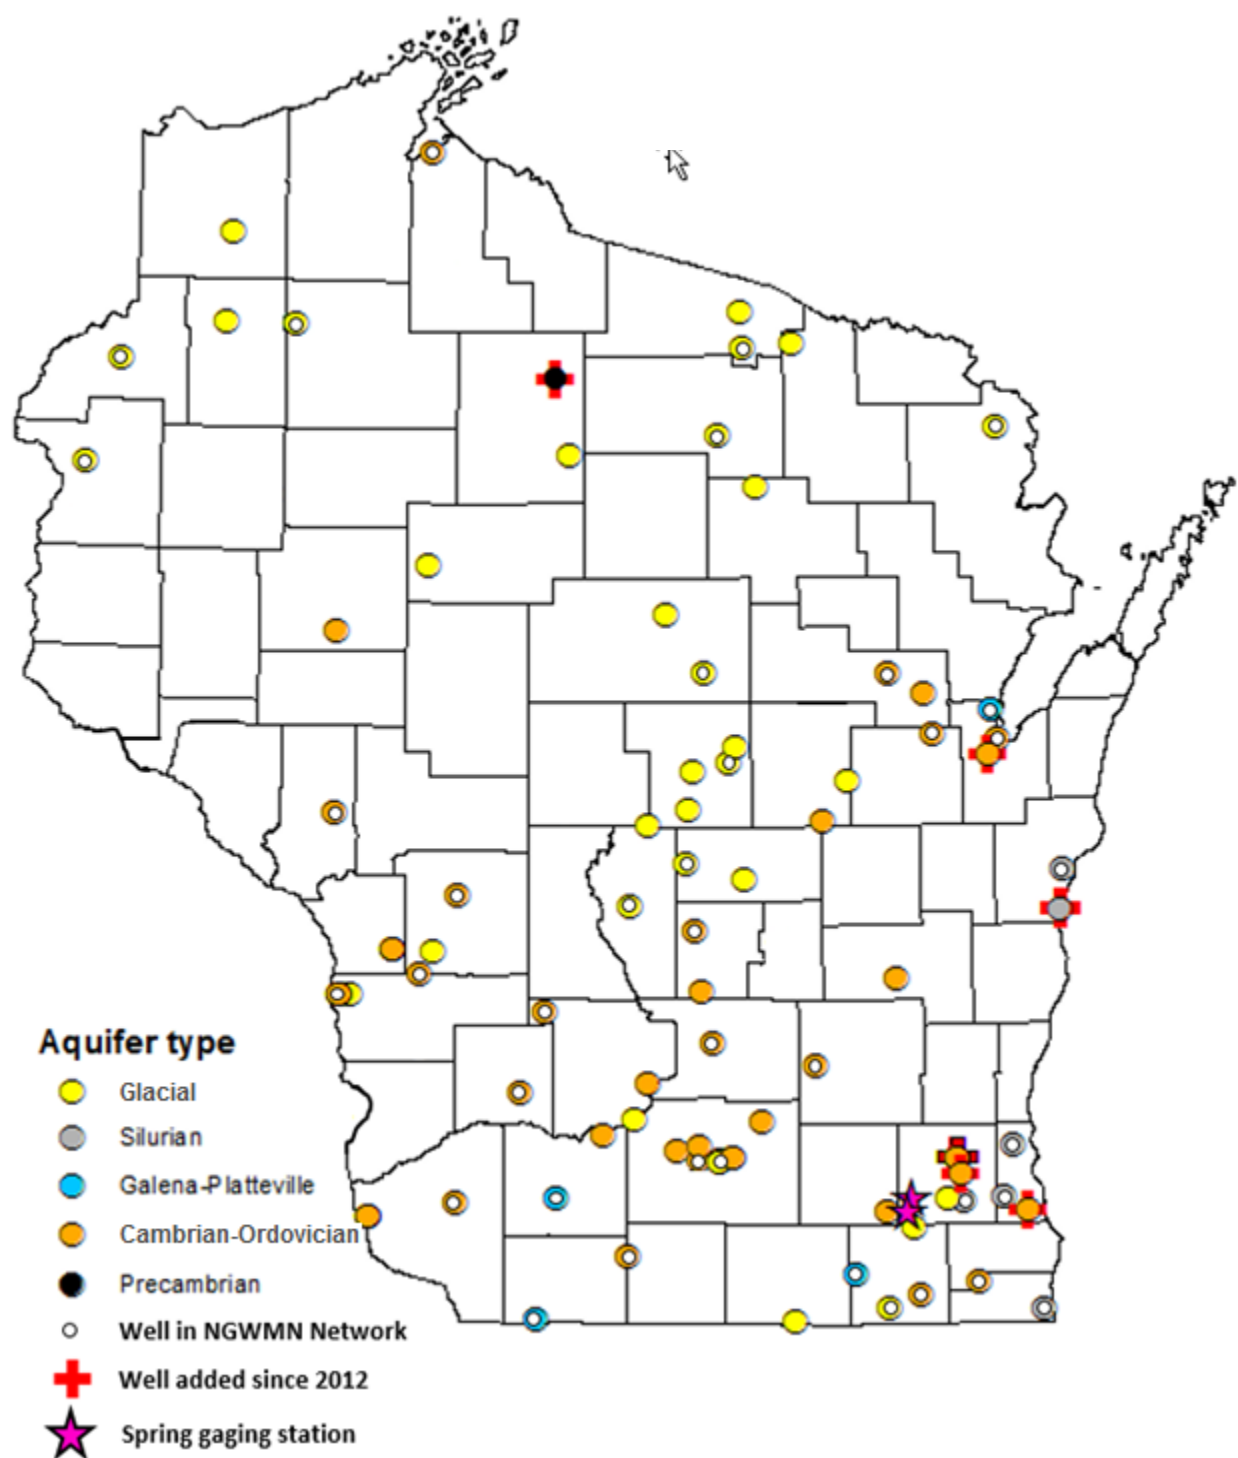 Aquifer type
Glacial
Silurian
Galena-Platteville
Cambrian-Ordovician
Precambrian
Well in NGWMN Network
Well added since 2012
Spring gaging station